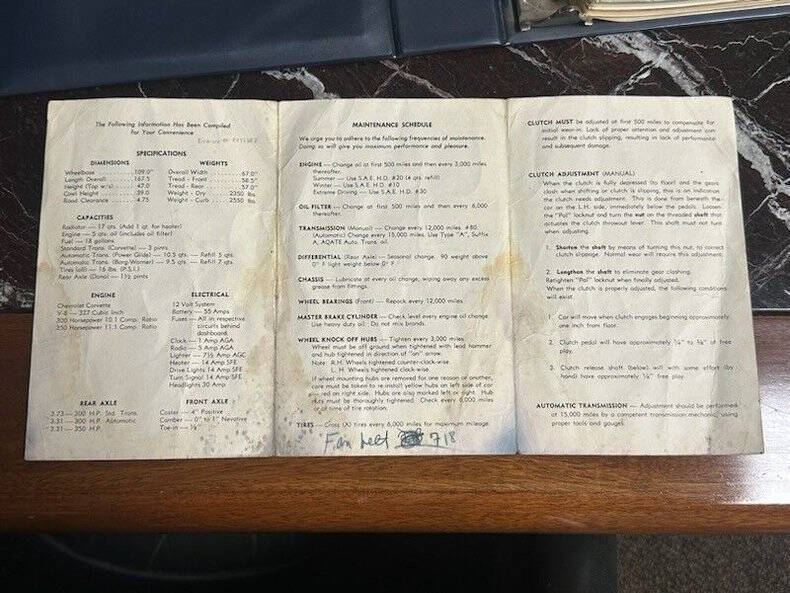 The Following Information Has Been Compiled
for Your Convenience
SPECIFICATIONS
DIMENSIONS
Wheelbase 109.0"
Length Overall 167.5
Height (Top w/s) 47.0
Cowl Height 39.0
Road Clearance 4.75
WEIGHTS
Overall Width 67.0"
Tread - Front 56.5"
Tread - Rear 57.0"
Weight - Dry 2350 lbs
Weight - Curb 2550 lbs
CAPACITIES
Radiator — 17 qts. (Add 1 qt. for heater)
Engine — 5 qts. oil (includes oil filter)
Fuel — 18 gallons
Standard Trans. (Corvette) — 3 pints
Automatic Trans. (Power Glide) — 10.5 qts. — Refill 5 qts.
Automatic Trans. (Borg-Warner) — 9.5 qts. — Refill 7 qts.
Tires (all) — 16 lbs. (P.S.I.)
Rear Axle (Dana) — 1½ pints
ENGINE
Chevrolet Corvette
V-8 — 327 Cubic Inch
300 Horsepower 10.1 Comp. Ratio
350 Horsepower 11.1 Comp. Ratio
ELECTRICAL
12 Volt System
Battery — 55 Amps
Fuses — All in respective
circuits behind
dashboard
Clock — 1 Amp AGA
Radio — 5 Amp AGA
Lighter — 7½ Amp AGC
Heater — 14 Amp SFE
Drive Lights 14 Amp SFE
Turn Signal 14 Amp SFE
Headlights 30 Amp
REAR AXLE
3.73 — 300 H.P. Std. Trans.
3.31 — 300 H.P. Automatic
3.31 — 350 H.P.
FRONT AXLE
Caster — 4° Positive
Camber — 0° to 1° Negative
Toe-in — ⅛"
MAINTENANCE SCHEDULE
We urge you to adhere to the following frequencies of maintenance.
Doing so will give you maximum performance and pleasure.
ENGINE — Change oil at first 500 miles and then every 3,000 miles
thereafter.
Summer — Use S.A.E. H.D. #20 (4 qts. refill)
Winter — Use S.A.E. H.D. #10
Extreme Driving — Use S.A.E. H.D. #30
OIL FILTER — Change at first 500 miles and then every 6,000
thereafter.
TRANSMISSION (Manual) — Change every 12,000 miles. #80.
(Automatic) Change every 15,000 miles. Use Type "A", Suffix
A, AQATE Auto. Trans. oil.
DIFFERENTIAL (Rear Axle) — Seasonal change. 90 weight above
0° F. light weight below 0° F.
CHASSIS — Lubricate at every oil change, wiping away any excess
grease from fittings.
WHEEL BEARINGS (Front) — Repack every 12,000 miles.
MASTER BRAKE CYLINDER — Check level every engine oil change.
Use heavy duty oil. Do not mix brands.
WHEEL KNOCK OFF HUBS — Tighten every 3,000 miles.
Wheel must be off ground when tightened with lead hammer
and hub tightened in direction of "on" arrow.
Note: R.H. Wheels tightened counter-clock-wise.
L. H. Wheels tightened clock-wise.
If wheel mounting hubs are removed for one reason or another,
care must be taken to re-install yellow hubs on left side of car
red on right side. Hubs are also marked left or right. Hub
must be thoroughly tightened. Check every 6,000 miles
or at time of tire rotation.
TIRES — Cross (X) tires every 6,000 miles for maximum mileage.
Fan belt 718
CLUTCH MUST be adjusted at first 500 miles to compensate for
initial wear-in. Lack of proper attention and adjustment can
result in the clutch slipping, resulting in lack of performance
and subsequent damage.
CLUTCH ADJUSTMENT (MANUAL)
When the clutch is fully depressed (to floor) and the gears
clash when shifting or clutch is slipping, this is an indication
the clutch needs adjustment. This is done from beneath the
car on the L.H. side, immediately below the pedals. Loosen
the "Pal" locknut and turn the nut on the threaded shaft that
actuates the clutch throwout lever. This shaft must not turn
when adjusting.
1. Shorten the shaft by means of turning this nut, to correct
clutch slippage. Normal wear will require this adjustment.
2. Lengthen the shaft to eliminate gear clashing.
Retighten "Pal" locknut when finally adjusted.
When the clutch is properly adjusted, the following conditions
will exist
1. Car will move when clutch engages beginning approximately
one inch from floor.
2. Clutch pedal will have approximately ¼" to ⅜" of free
play.
3. Clutch release shaft (below) will with some effort (by
hand) have approximately ¼" free play.
AUTOMATIC TRANSMISSION — Adjustment should be performed
at 15,000 miles by a competent transmission mechanic, using
proper tools and gauges.